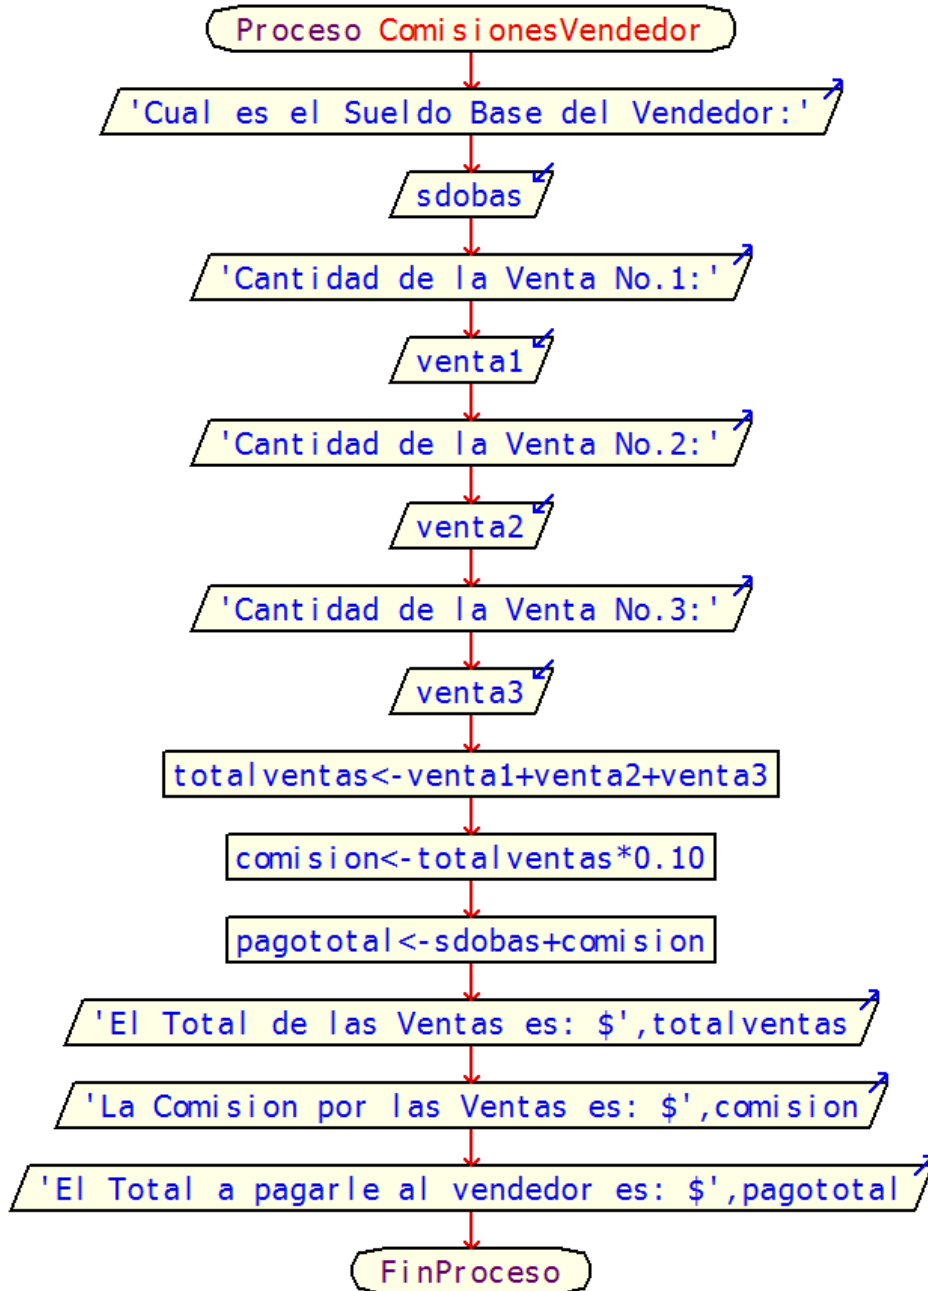 Proceso ComisionesVendedor
'Cual es el Sueldo Base del Vendedor:'
sdobas
'Cantidad de la Venta No.1:'
venta1
'Cantidad de la Venta No.2:'
venta2
'Cantidad de la Venta No.3:'
venta3
totalventas<-venta1+venta2+venta3
comision<-totalventas*0.10
pagototal<-sdobas+comision
'El Total de las Ventas es: $',totalventas
'La Comision por las Ventas es: $',comision
'El Total a pagarle al vendedor es: $',pagototal
FinProceso